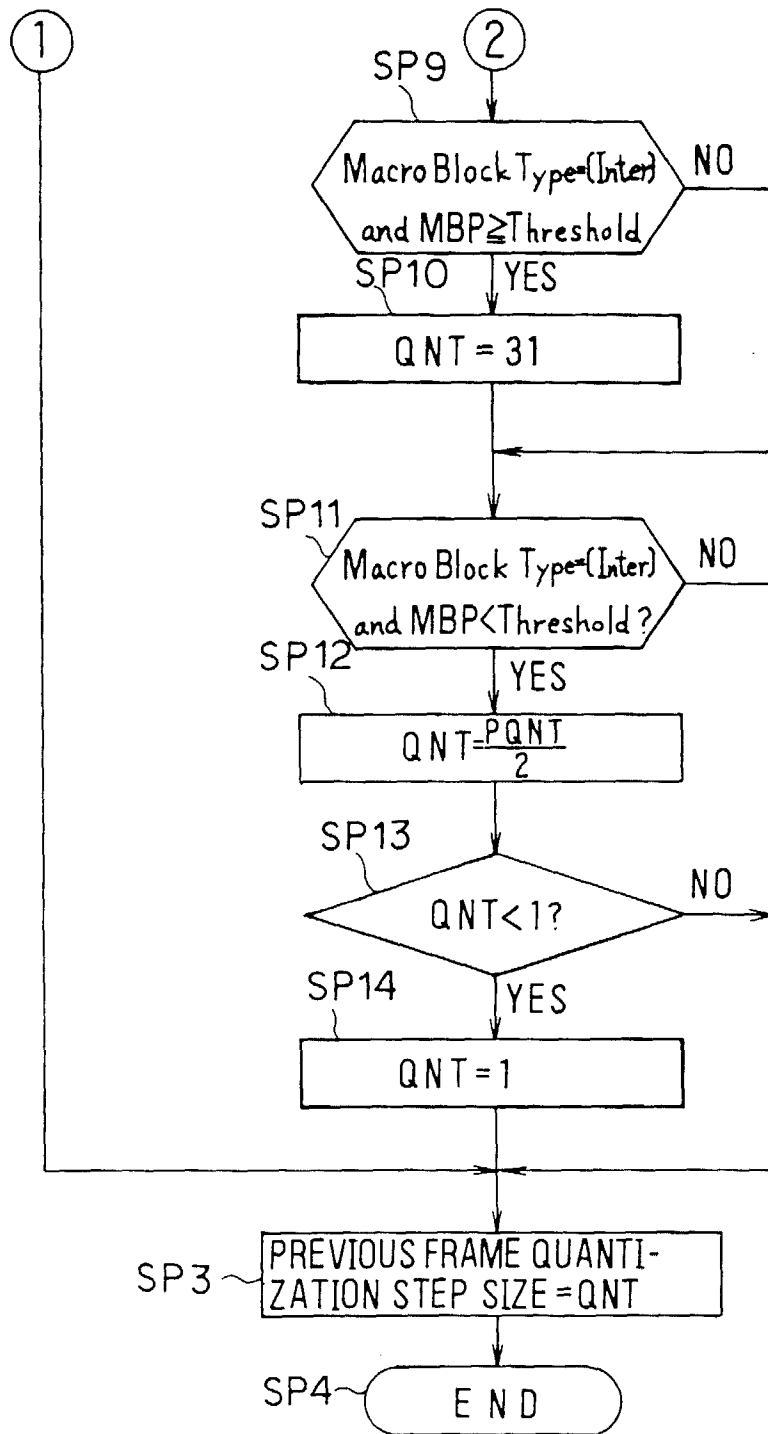 1
2
SP9
Macro Block Type={Inter}
and MBP≧Threshold
NO
YES
SP10
QNT = 31
SP11
Macro Block Type={Inter}
and MBP<Threshold?
NO
YES
SP12
QNT=PQNT/2
SP13
QNT<1?
NO
YES
SP14
QNT=1
SP3
PREVIOUS FRAME QUANTI-
ZATION STEP SIZE=QNT
SP4
END